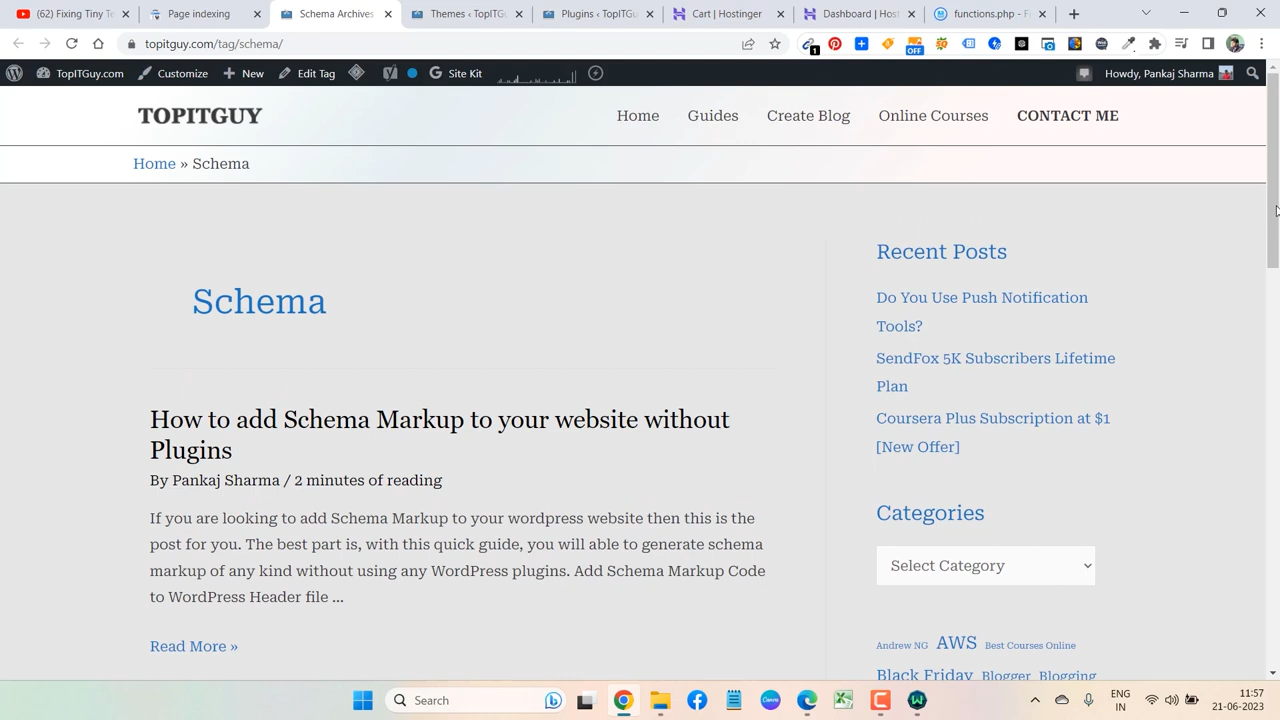 (62) Fixing Tiny Te
Page indexing
Schema Archives
Themes ‹ TopITG
Plugins ‹ TopITGu
Cart | Hostinger
Dashboard | Host
functions.php - F
topitguy.com/tag/schema/
OFF
1
TopITGuy.com
Customize
New
Edit Tag
Site Kit
Howdy, Pankaj Sharma
TOPITGUY
Home
Guides
Create Blog
Online Courses
CONTACT ME
Home » Schema
Schema
How to add Schema Markup to your website without
Plugins
By Pankaj Sharma / 2 minutes of reading
If you are looking to add Schema Markup to your wordpress website then this is the
post for you. The best part is, with this quick guide, you will able to generate schema
markup of any kind without using any WordPress plugins. Add Schema Markup Code
to WordPress Header file ...
Read More »
Recent Posts
Do You Use Push Notification
Tools?
SendFox 5K Subscribers Lifetime
Plan
Coursera Plus Subscription at $1
[New Offer]
Categories
Select Category
Andrew NG AWS Best Courses Online
Black Friday Blogger Blogging
Search
ENG
IN
11:57
21-06-2023